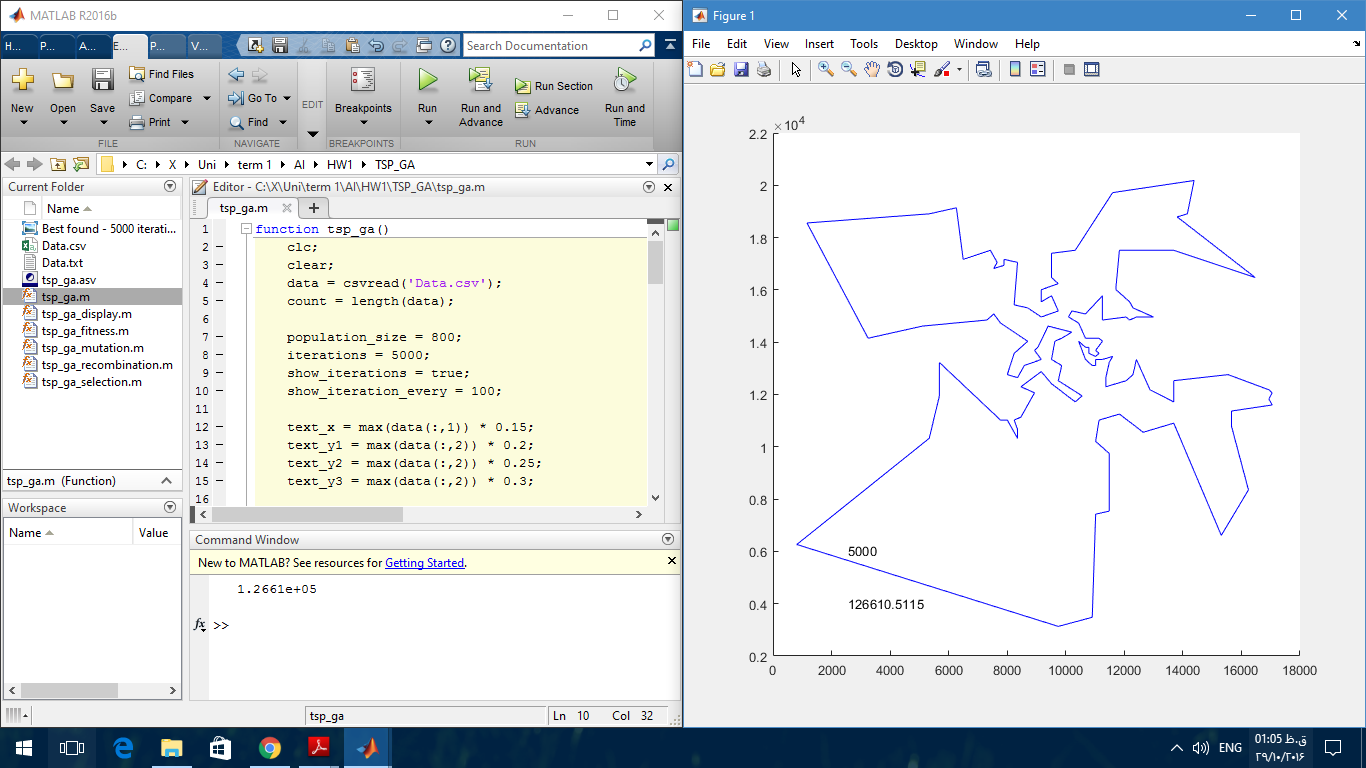 MATLAB R2016b
H... P... A... E... P... V...
Search Documentation
New
Open
Save
Find Files
Compare
Print
FILE
Go To
Find
NAVIGATE
EDIT
Breakpoints
BREAKPOINTS
Run
Run and Advance
Run Section
Advance
Run and Time
RUN
C: X Uni term 1 AI HW1 TSP_GA
Current Folder
Name
Best found - 5000 iterati...
Data.csv
Data.txt
tsp_ga.asv
tsp_ga.m
tsp_ga_display.m
tsp_ga_fitness.m
tsp_ga_mutation.m
tsp_ga_recombination.m
tsp_ga_selection.m
tsp_ga.m (Function)
Workspace
Name Value
Editor - C:\X\Uni\term 1\AI\HW1\TSP_GA\tsp_ga.m
tsp_ga.m
1 function tsp_ga()
2 – clc;
3 – clear;
4 – data = csvread('Data.csv');
5 – count = length(data);
6
7 – population_size = 800;
8 – iterations = 5000;
9 – show_iterations = true;
10 – show_iteration_every = 100;
11
12 – text_x = max(data(:,1)) * 0.15;
13 – text_y1 = max(data(:,2)) * 0.2;
14 – text_y2 = max(data(:,2)) * 0.25;
15 – text_y3 = max(data(:,2)) * 0.3;
16
Command Window
New to MATLAB? See resources for Getting Started.
1.2661e+05
fx >>
tsp_ga
Ln 10 Col 32
Figure 1
File Edit View Insert Tools Desktop Window Help
×10⁴
2.2
2
1.8
1.6
1.4
1.2
1
0.8
0.6
0.4
0.2
5000
126610.5115
0 2000 4000 6000 8000 10000 12000 14000 16000 18000
ENG
01:05 ق.ظ
۲۹/۱۰/۲۰۱۶